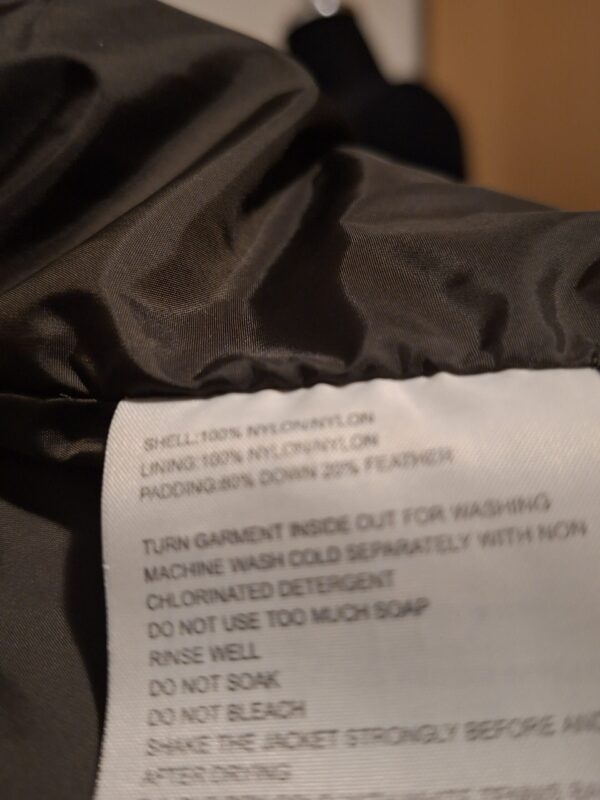 SHELL:100% NYLON/NYLON
LINING:100% NYLON/NYLON
PADDING:80% DOWN 20% FEATHER
TURN GARMENT INSIDE OUT FOR WASHING
MACHINE WASH COLD SEPARATELY WITH NON
CHLORINATED DETERGENT
DO NOT USE TOO MUCH SOAP
RINSE WELL
DO NOT SOAK
DO NOT BLEACH
SHAKE THE JACKET STRONGLY BEFORE AND
AFTER DRYING